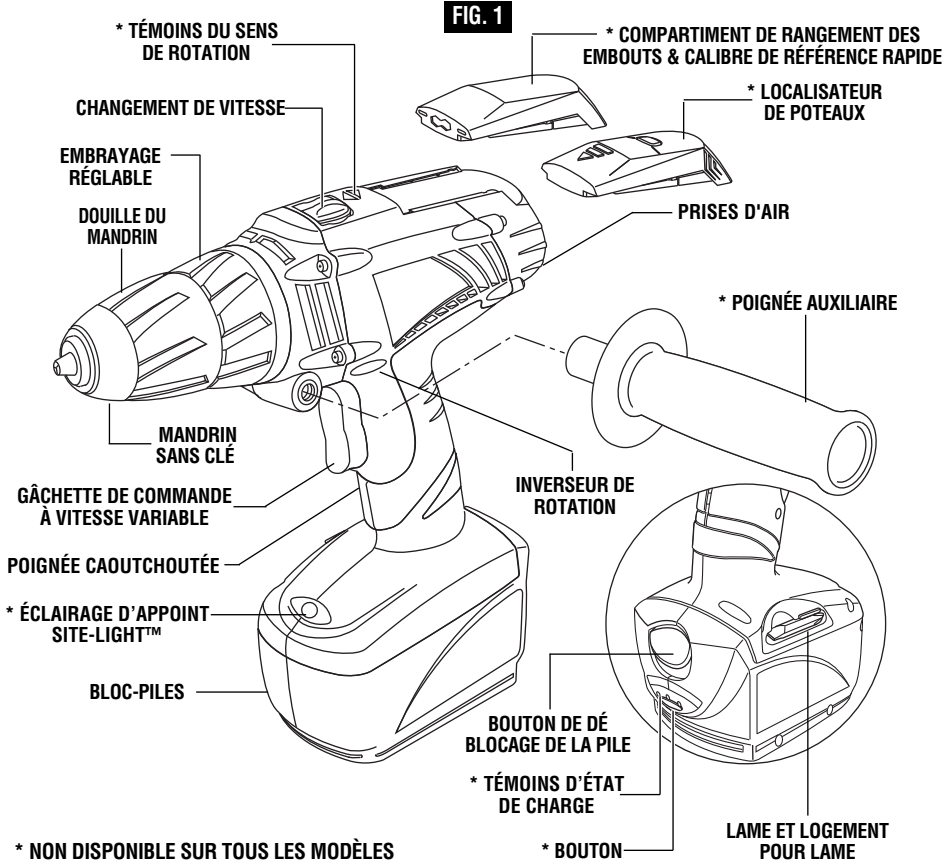 FIG. 1
* TÉMOINS DU SENS
DE ROTATION
* COMPARTIMENT DE RANGEMENT DES
EMBOUTS & CALIBRE DE RÉFÉRENCE RAPIDE
CHANGEMENT DE VITESSE
* LOCALISATEUR
DE POTEAUX
EMBRAYAGE
RÉGLABLE
DOUILLE DU
MANDRIN
PRISES D'AIR
* POIGNÉE AUXILIAIRE
MANDRIN
SANS CLÉ
GÂCHETTE DE COMMANDE
À VITESSE VARIABLE
INVERSEUR DE
ROTATION
POIGNÉE CAOUTCHOUTÉE
* ÉCLAIRAGE D’APPOINT
SITE-LIGHT™
BLOC-PILES
BOUTON DE DÉ
BLOCAGE DE LA PILE
* TÉMOINS D’ÉTAT
DE CHARGE
LAME ET LOGEMENT
POUR LAME
* BOUTON
* NON DISPONIBLE SUR TOUS LES MODÈLES